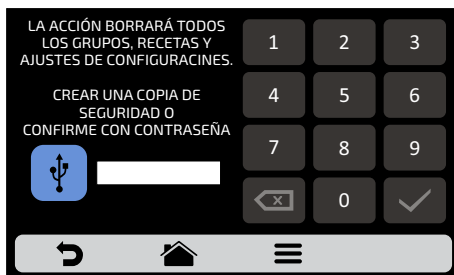 LA ACCIÓN BORRARÁ TODOS
LOS GRUPOS, RECETAS Y
AJUSTES DE CONFIGURACINES.
CREAR UNA COPIA DE
SEGURIDAD O
CONFIRME CON CONTRASEÑA
1 2 3
4 5 6
7 8 9
0